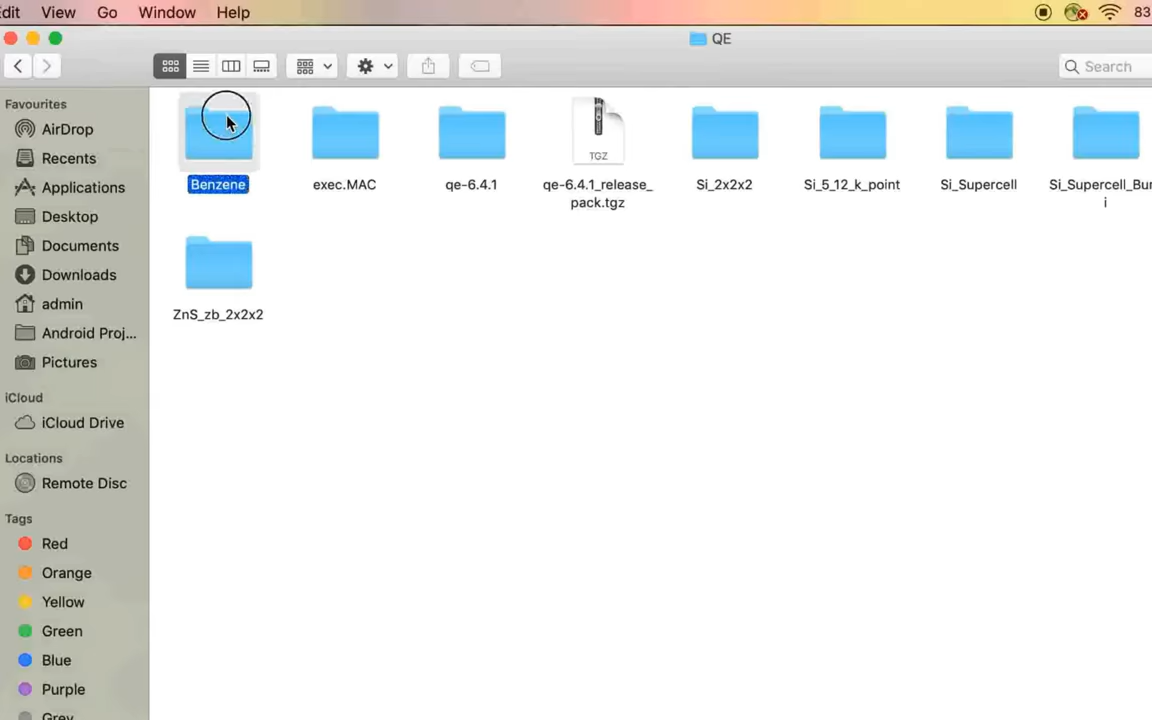 Edit View Go Window Help 83
QE
Search
Favourites
AirDrop
Recents
Applications
Desktop
Documents
Downloads
admin
Android Proj...
Pictures
iCloud
iCloud Drive
Locations
Remote Disc
Tags
Red
Orange
Yellow
Green
Blue
Purple
Grey
Benzene
exec.MAC
qe-6.4.1
TGZ
qe-6.4.1_release_
pack.tgz
Si_2x2x2
Si_5_12_k_point
Si_Supercell
Si_Supercell_Bur
i
ZnS_zb_2x2x2